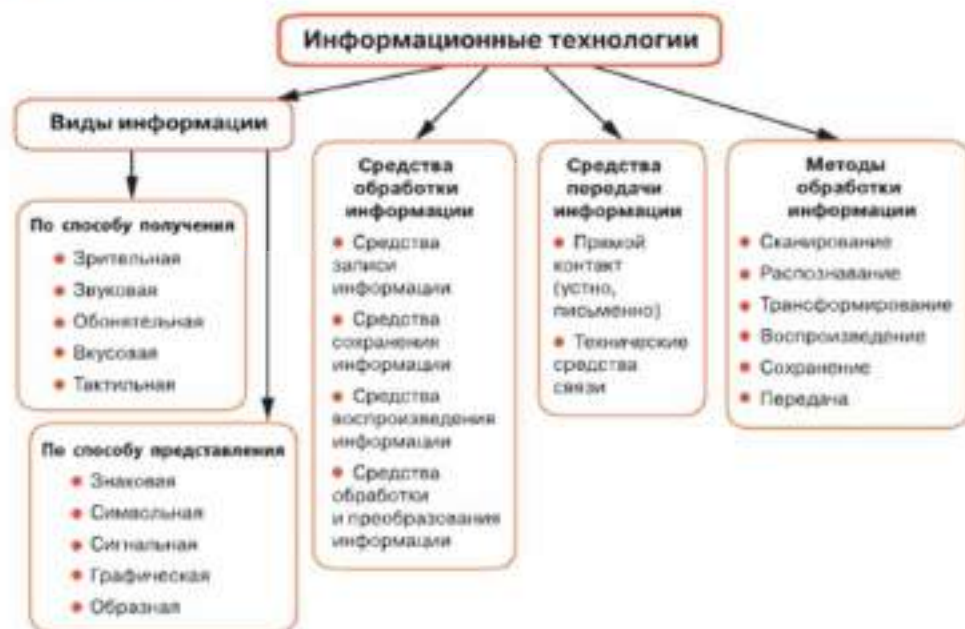 Информационные технологии
Виды информации
По способу получения
Зрительная
Звуковая
Обонятельная
Вкусовая
Тактильная
По способу представления
Знаковая
Символьная
Сигнальная
Графическая
Образная
Средства
обработки
информации
Средства
записи
информации
Средства
сохранения
информации
Средства
воспроизведения
информации
Средства
обработки
и преобразования
информации
Средства
передачи
информации
Прямой
контакт
(устно,
письменно)
Технические
средства
связи
Методы
обработки
информации
Сканирование
Распознавание
Трансформирование
Воспроизведение
Сохранение
Передача